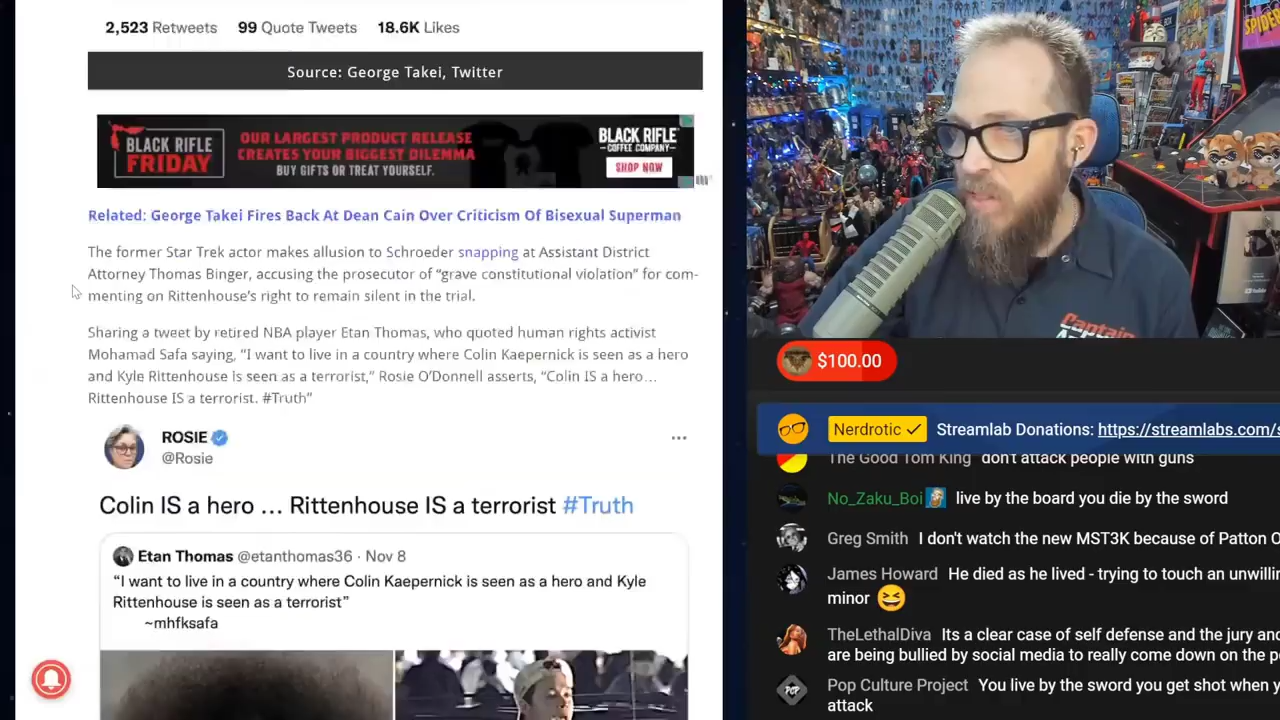 2,523 Retweets 99 Quote Tweets 18.6K Likes
Source: George Takei, Twitter
BLACK RIFLE
FRIDAY
OUR LARGEST PRODUCT RELEASE
CREATES YOUR BIGGEST DILEMMA
BUY GIFTS OR TREAT YOURSELF.
BLACK RIFLE
COFFEE COMPANY
SHOP NOW
Related: George Takei Fires Back At Dean Cain Over Criticism Of Bisexual Superman
The former Star Trek actor makes allusion to Schroeder snapping at Assistant District
Attorney Thomas Binger, accusing the prosecutor of “grave constitutional violation” for com-
menting on Rittenhouse’s right to remain silent in the trial.
Sharing a tweet by retired NBA player Etan Thomas, who quoted human rights activist
Mohamad Safa saying, “I want to live in a country where Colin Kaepernick is seen as a hero
and Kyle Rittenhouse is seen as a terrorist,” Rosie O’Donnell asserts, “Colin IS a hero…
Rittenhouse IS a terrorist. #Truth”
ROSIE
@Rosie
Colin IS a hero ... Rittenhouse IS a terrorist #Truth
Etan Thomas @etanthomas36 · Nov 8
“I want to live in a country where Colin Kaepernick is seen as a hero and Kyle
Rittenhouse is seen as a terrorist”
~mhfksafa
Captain
$100.00
Nerdrotic Streamlab Donations: https://streamlabs.com/s
The Good Tom King don't attack people with guns
No_Zaku_Boi live by the board you die by the sword
Greg Smith I don't watch the new MST3K because of Patton O
James Howard He died as he lived - trying to touch an unwillin
minor
TheLethalDiva Its a clear case of self defense and the jury and
are being bullied by social media to really come down on the p
Pop Culture Project You live by the sword you get shot when y
attack